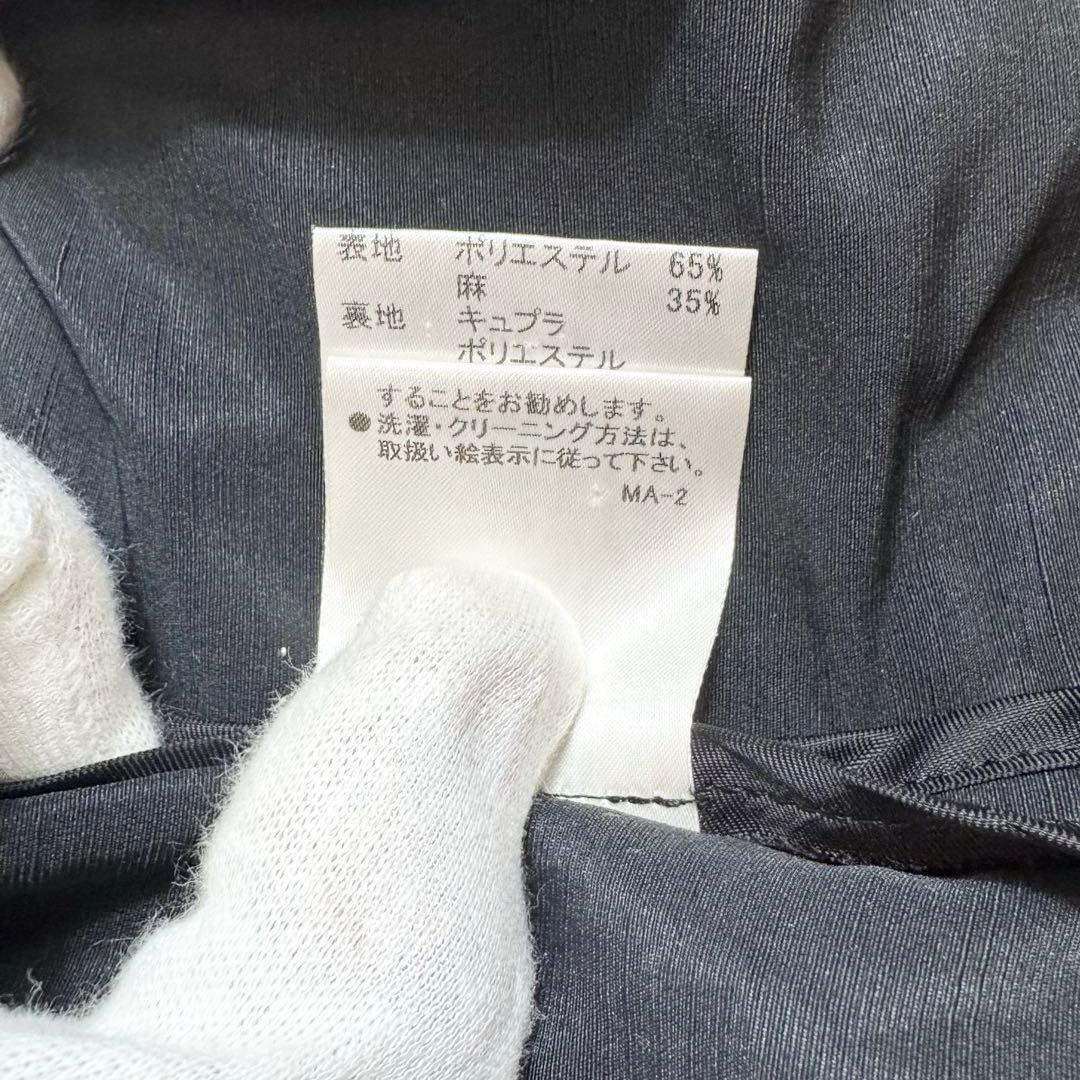 表地 ポリエステル 65%
麻 35%
裏地 キュプラ
ポリエステル
することをお勧めします。
●洗濯・クリーニング方法は、
取扱い絵表示に従って下さい。
MA-2